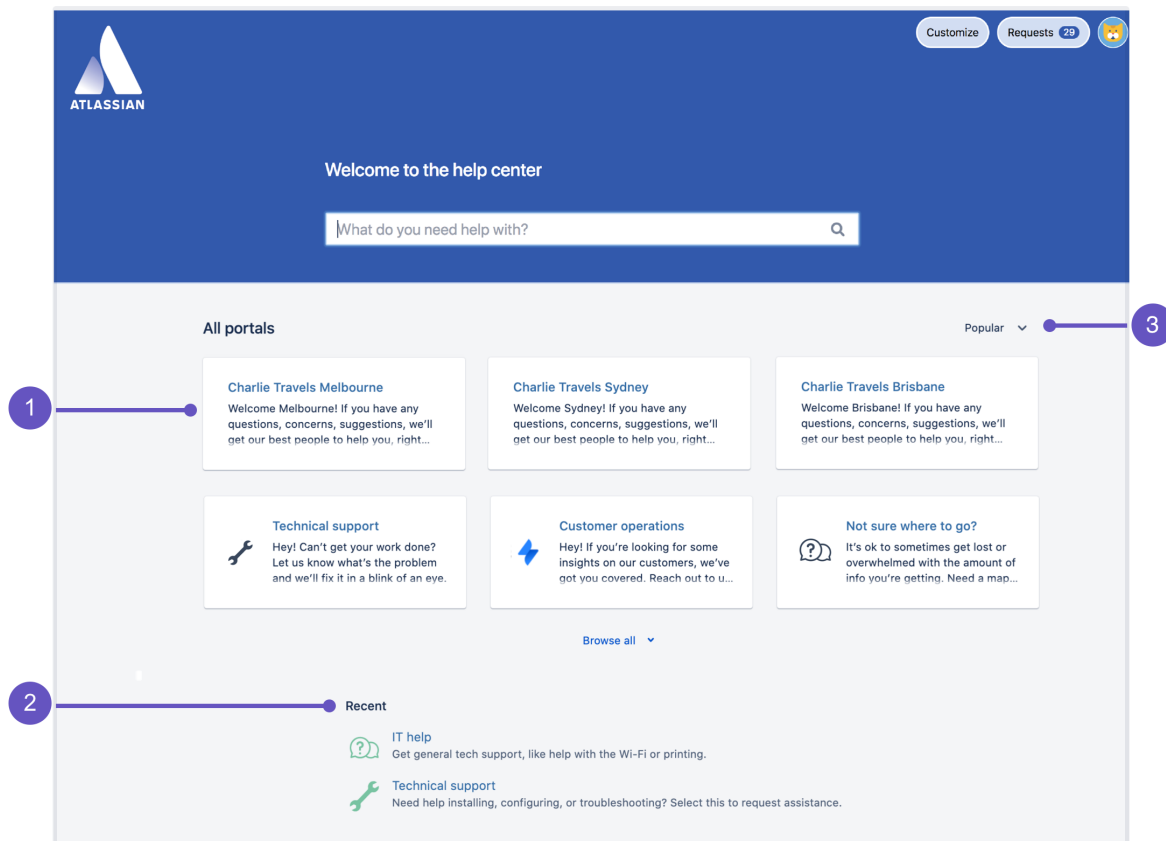 Customize
Requests 29
ATLASSIAN
Welcome to the help center
What do you need help with?
All portals
Popular
3
1
Charlie Travels Melbourne
Welcome Melbourne! If you have any
questions, concerns, suggestions, we'll
get our best people to help you, right...
Charlie Travels Sydney
Welcome Sydney! If you have any
questions, concerns, suggestions, we'll
get our best people to help you, right...
Charlie Travels Brisbane
Welcome Brisbane! If you have any
questions, concerns, suggestions, we'll
get our best people to help you, right...
Technical support
Hey! Can't get your work done?
Let us know what's the problem
and we'll fix it in a blink of an eye.
Customer operations
Hey! If you're looking for some
insights on our customers, we've
got you covered. Reach out to u...
Not sure where to go?
It's ok to sometimes get lost or
overwhelmed with the amount of
info you're getting. Need a map...
Browse all
2
Recent
IT help
Get general tech support, like help with the Wi-Fi or printing.
Technical support
Need help installing, configuring, or troubleshooting? Select this to request assistance.